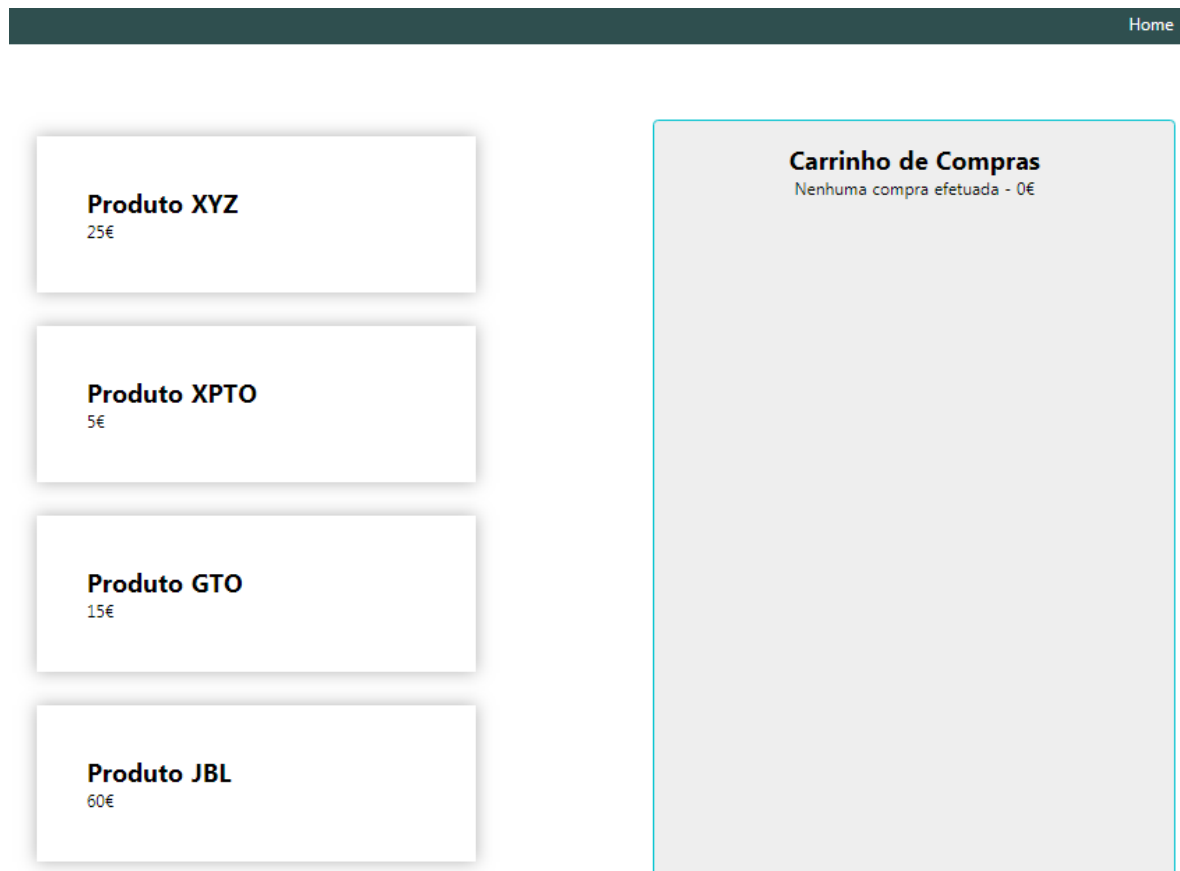 Home
Produto XYZ
25€
Produto XPTO
5€
Produto GTO
15€
Produto JBL
60€
Carrinho de Compras
Nenhuma compra efetuada - 0€